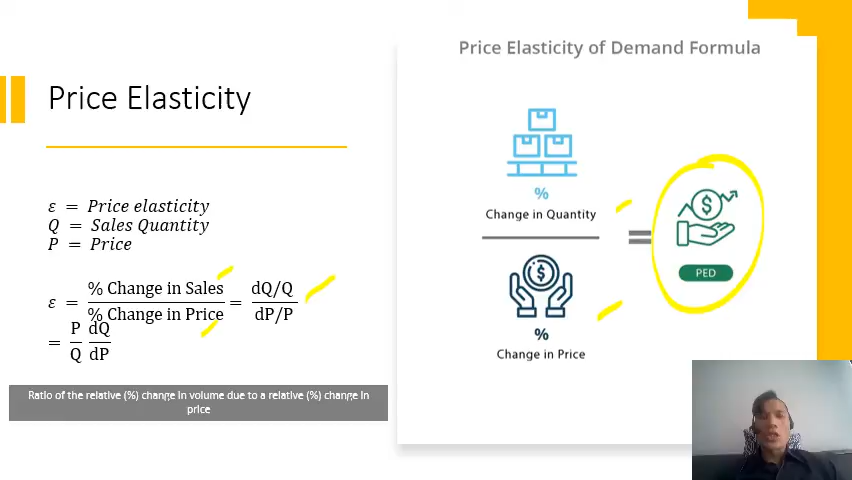 Price Elasticity
ε = Price elasticity
Q = Sales Quantity
P = Price
ε = % Change in Sales / % Change in Price = dQ/Q / dP/P
= P/Q dQ/dP
Ratio of the relative (%) change in volume due to a relative (%) change in
price
Price Elasticity of Demand Formula
%
Change in Quantity
=
PED
$
$
%
Change in Price